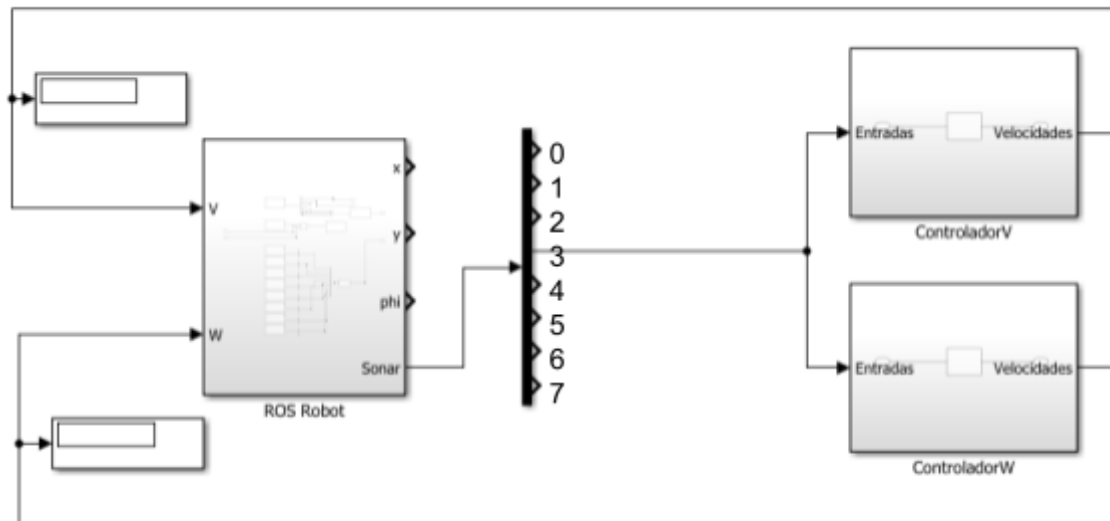 V
W
x
y
phi
Sonar
ROS Robot
0
1
2
3
4
5
6
7
Entradas
Velocidades
ControladorV
Entradas
Velocidades
ControladorW